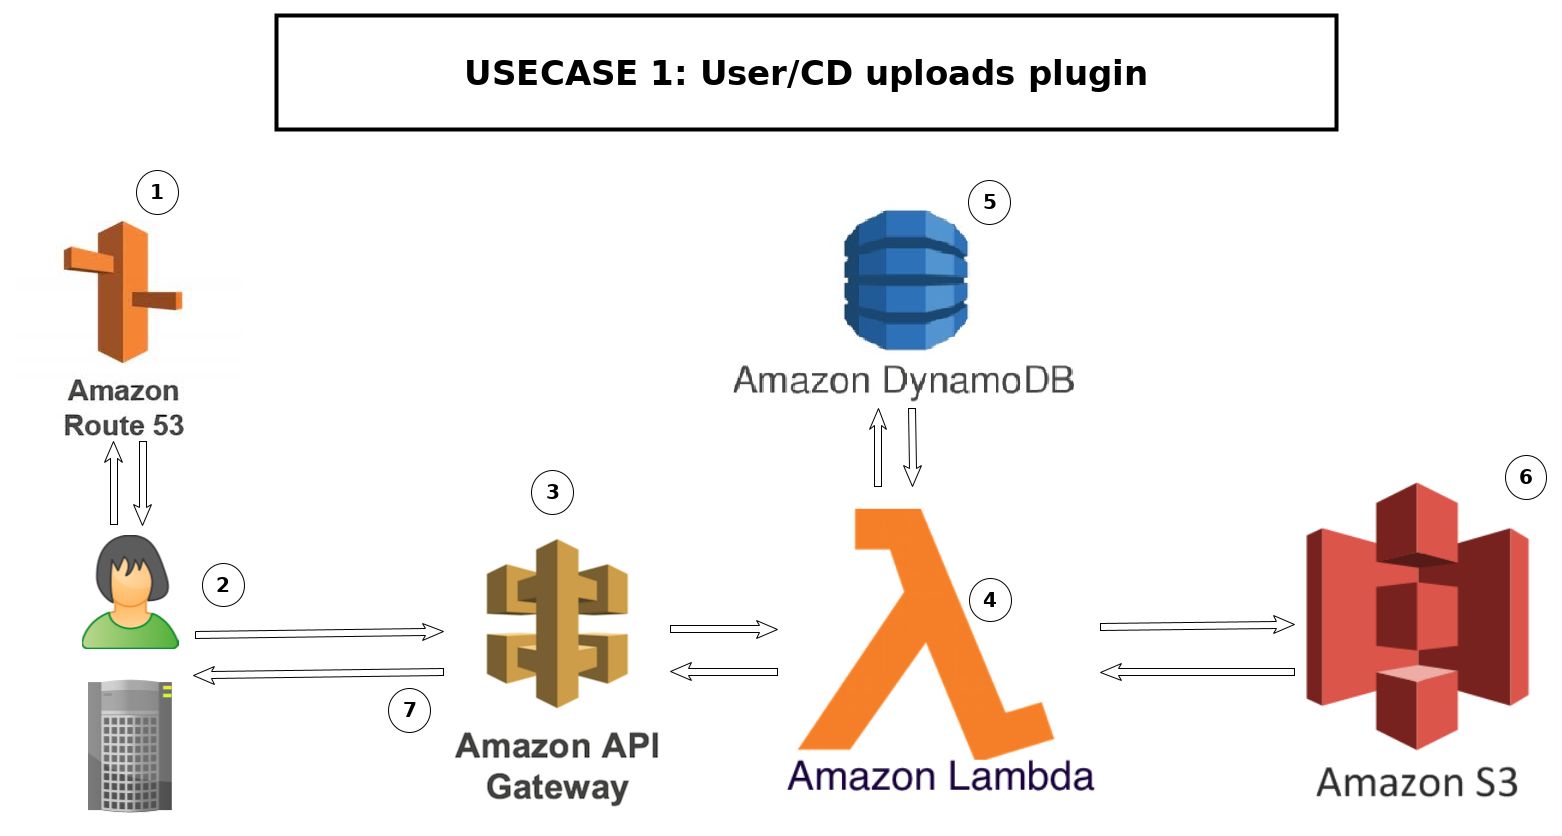 USECASE 1: User/CD uploads plugin
1
Amazon
Route 53
2
3
Amazon API
Gateway
4
Amazon Lambda
5
Amazon DynamoDB
6
Amazon S3
7